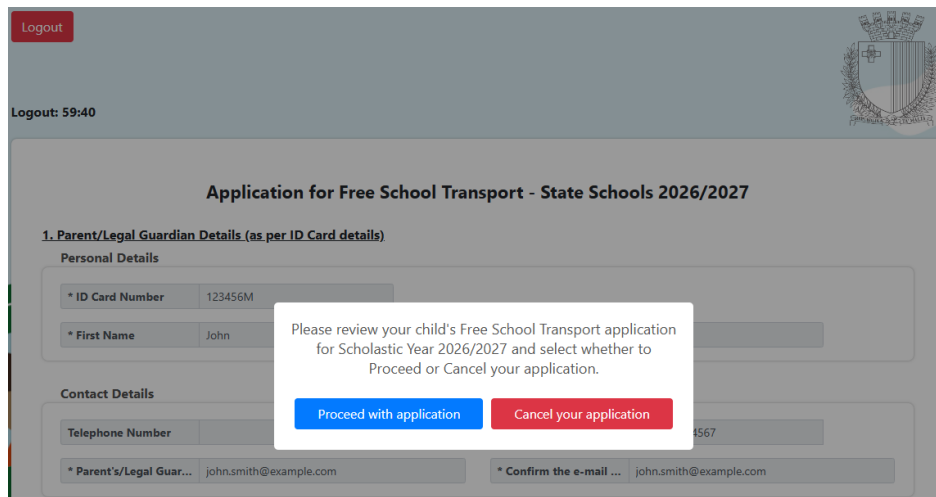 Logout
Logout: 59:40
Application for Free School Transport - State Schools 2026/2027
1. Parent/Legal Guardian Details (as per ID Card details)
Personal Details
* ID Card Number 123456M
* First Name John
Please review your child's Free School Transport application
for Scholastic Year 2026/2027 and select whether to
Proceed or Cancel your application.
Proceed with application Cancel your application
Contact Details
Telephone Number 4567
* Parent's/Legal Guar... john.smith@example.com * Confirm the e-mail ... john.smith@example.com